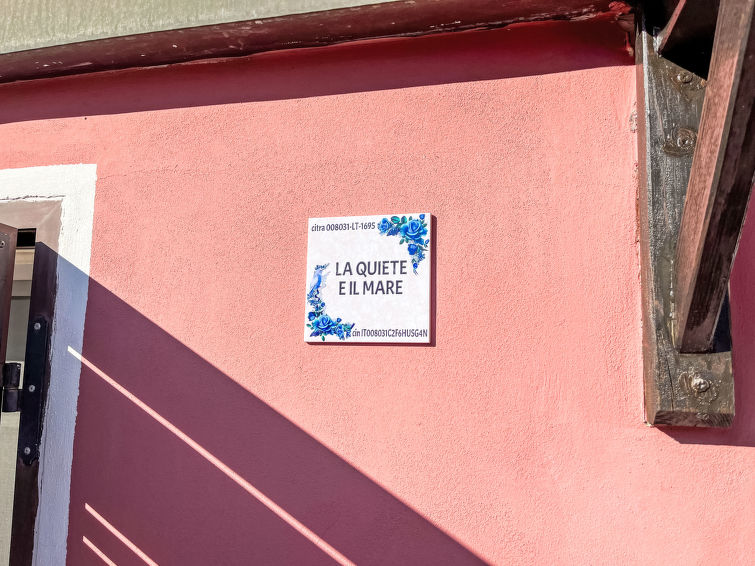 citra 008031-LT-1695
LA QUIETE
E IL MARE
cin IT008031C2F6HUSG4N